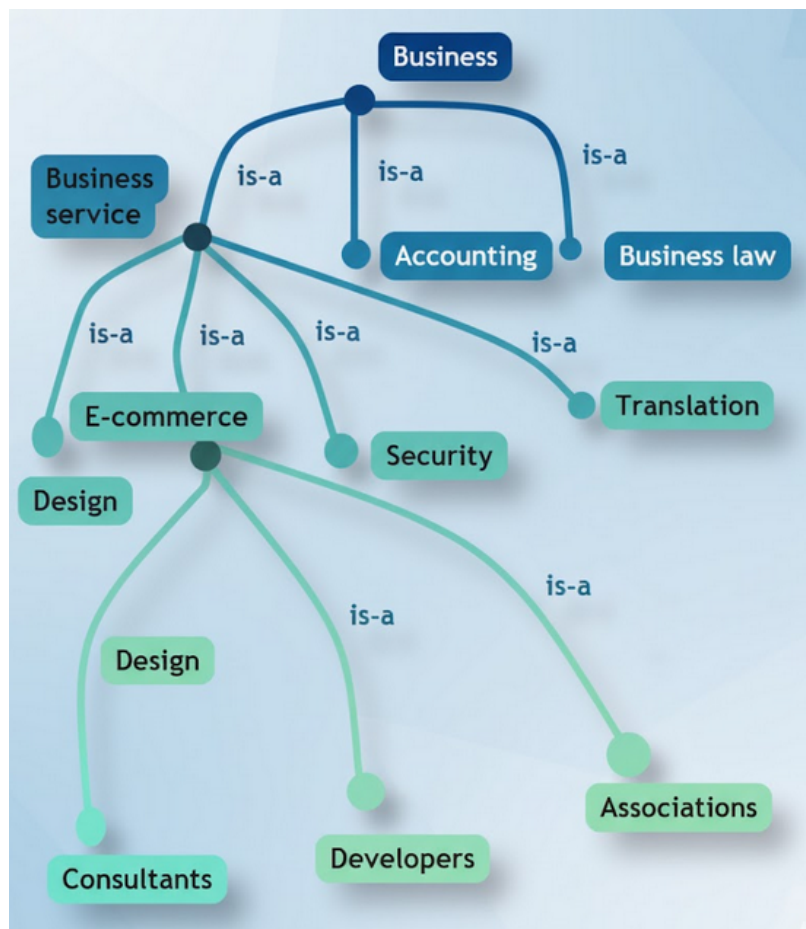 Business
is-a
is-a
is-a
Business
service
Accounting
Business law
is-a
is-a
is-a
is-a
E-commerce
Translation
Security
Design
is-a
is-a
Design
Associations
Developers
Consultants